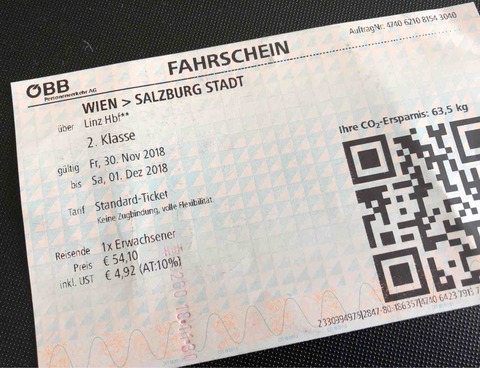 AuftragNr: 4740 6210 8154 3040
ÖBB
Personenverkehr AG
FAHRSCHEIN
WIEN > SALZBURG STADT
über Linz Hbf**
2. Klasse
Ihre CO₂-Ersparnis: 63,5 kg
gültig Fr, 30. Nov 2018
bis Sa, 01. Dez 2018
Tarif Standard-Ticket
Keine Zugbindung, volle Flexibilität.
Reisende 1x Erwachsener
Preis € 54,10
inkl. UST € 4,92 (AT:10%)